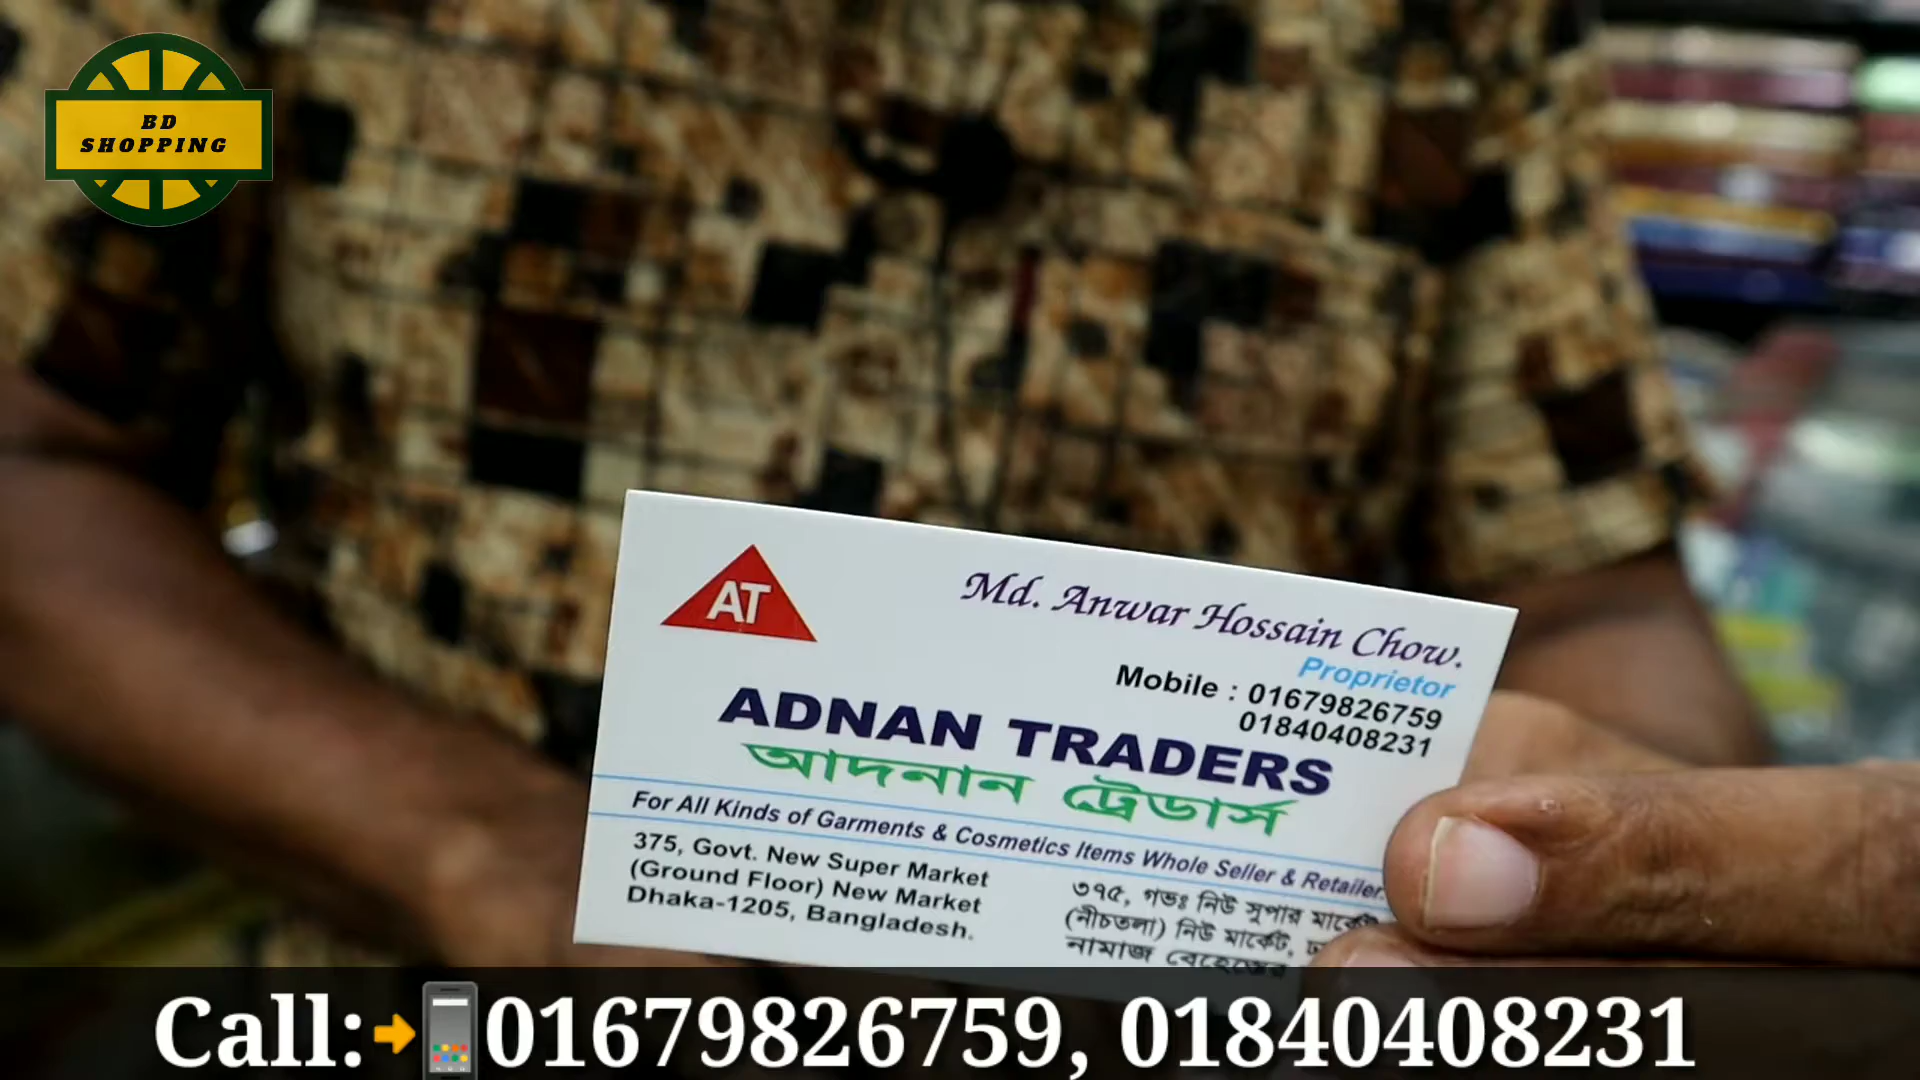 BD
SHOPPING
AT
Md. Anwar Hossain Chow.
Proprietor
Mobile : 01679826759
01840408231
ADNAN TRADERS
আদনান ট্রেডার্স
For All Kinds of Garments & Cosmetics Items Whole Seller & Retailer.
375, Govt. New Super Market
(Ground Floor) New Market
Dhaka-1205, Bangladesh.
৩৭৫, গভঃ নিউ সুপার মার্কেট
(নীচতলা) নিউ মার্কেট,
নামাজ বেহেস্তের
Call: 01679826759, 01840408231